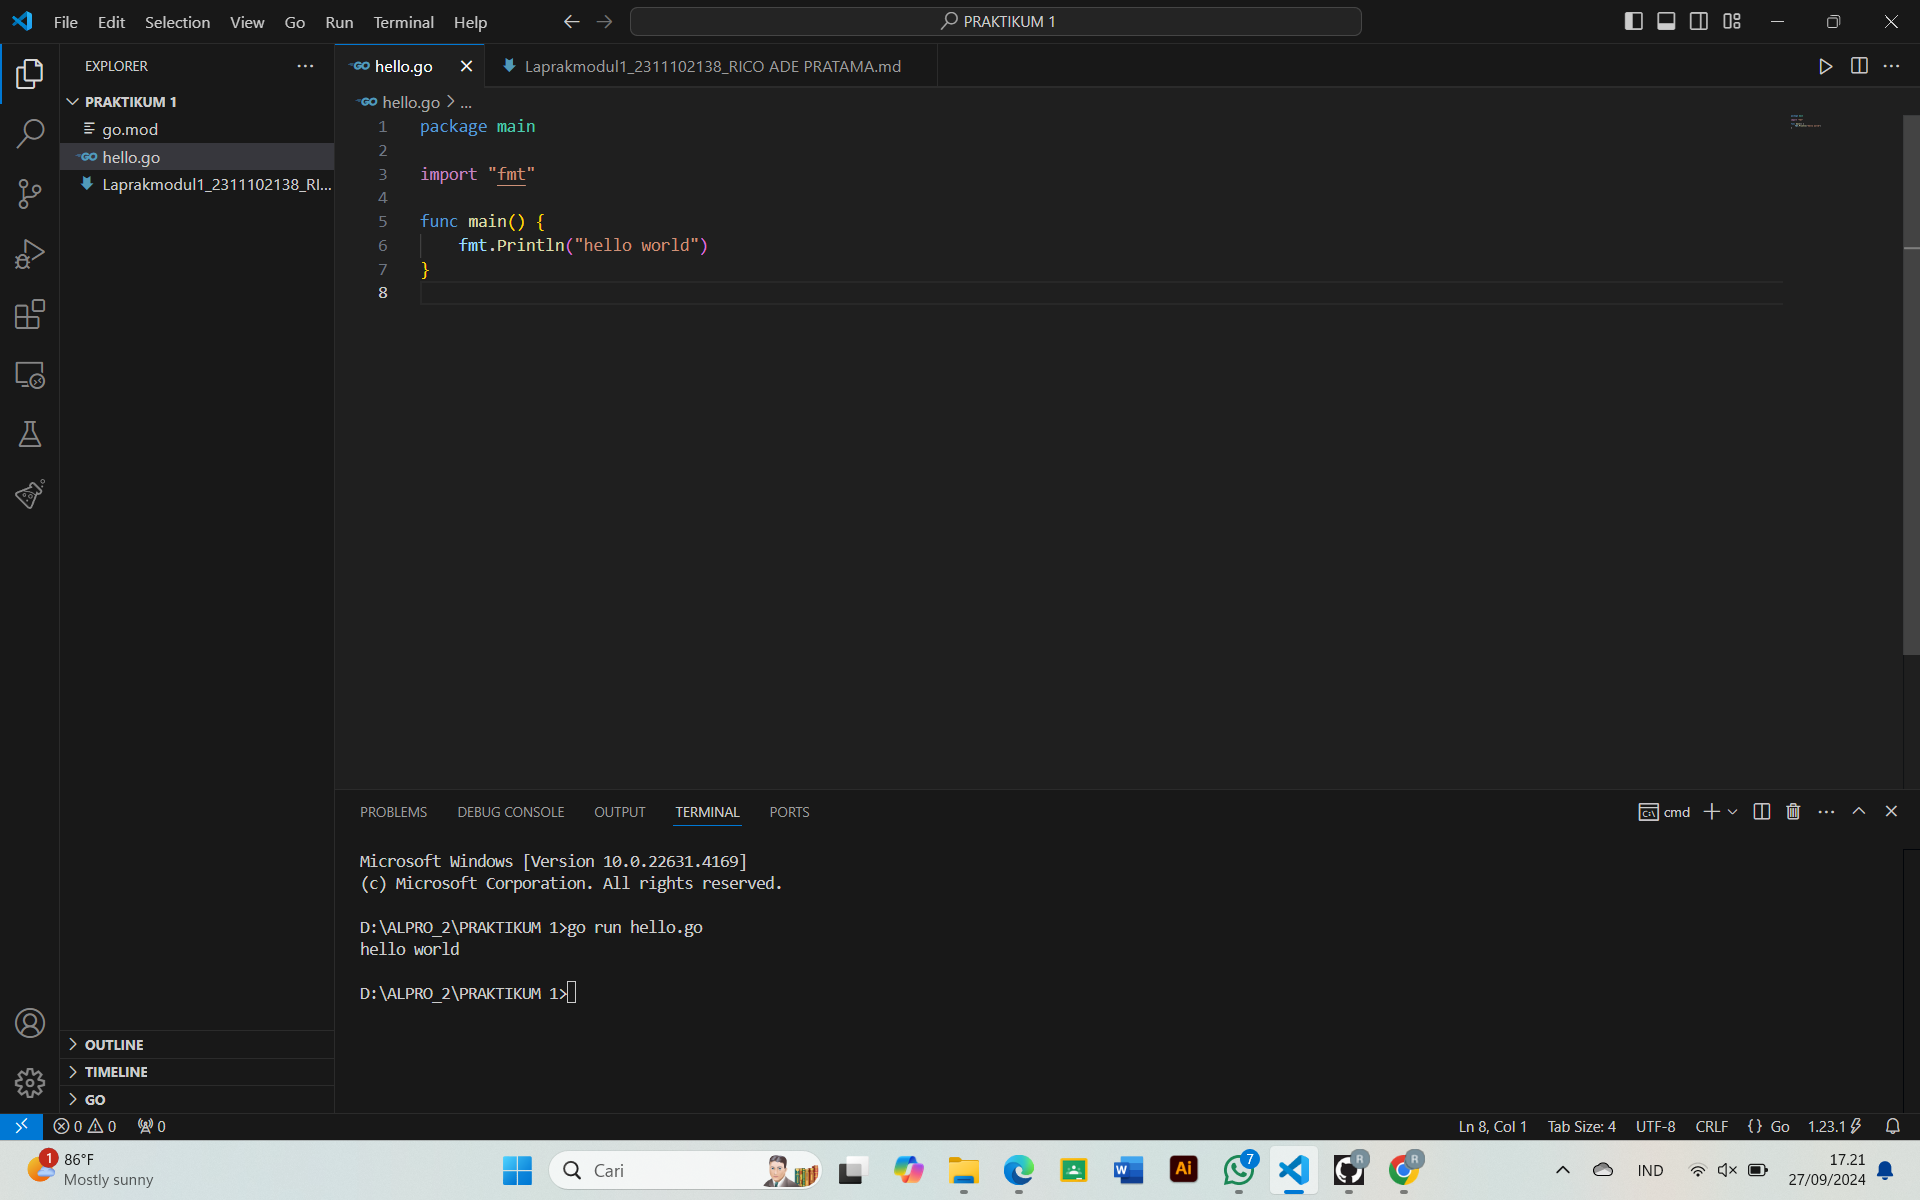 File Edit Selection View Go Run Terminal Help
PRAKTIKUM 1
EXPLORER
PRAKTIKUM 1
go.mod
hello.go
Laprakmodul1_2311102138_RI...
hello.go
Laprakmodul1_2311102138_RICO ADE PRATAMA.md
hello.go > ...
1 package main
2
3 import "fmt"
4
5 func main() {
6 fmt.Println("hello world")
7 }
8
PROBLEMS DEBUG CONSOLE OUTPUT TERMINAL PORTS
cmd
Microsoft Windows [Version 10.0.22631.4169]
(c) Microsoft Corporation. All rights reserved.
D:\ALPRO_2\PRAKTIKUM 1>go run hello.go
hello world
D:\ALPRO_2\PRAKTIKUM 1>
OUTLINE
TIMELINE
GO
0 0 0
Ln 8, Col 1 Tab Size: 4 UTF-8 CRLF {} Go 1.23.1
1
86°F
Mostly sunny
Cari
W
Ai
7
R
R
IND
17.21
27/09/2024